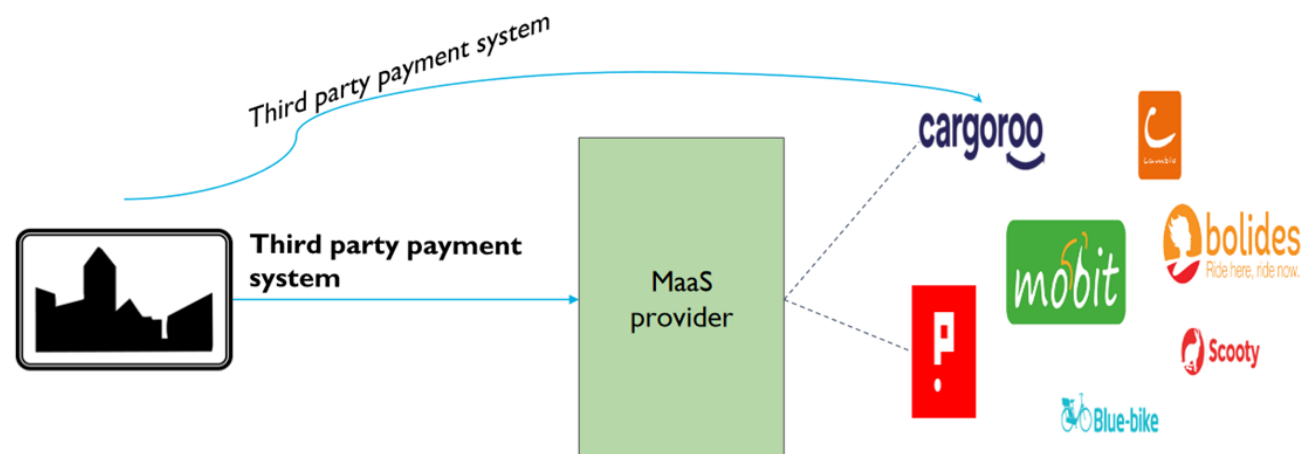 Third party payment system
Third party payment
system
MaaS
provider
cargoroo
cambio
mobit
bolides
Ride here, ride now.
Scooty
Blue-bike